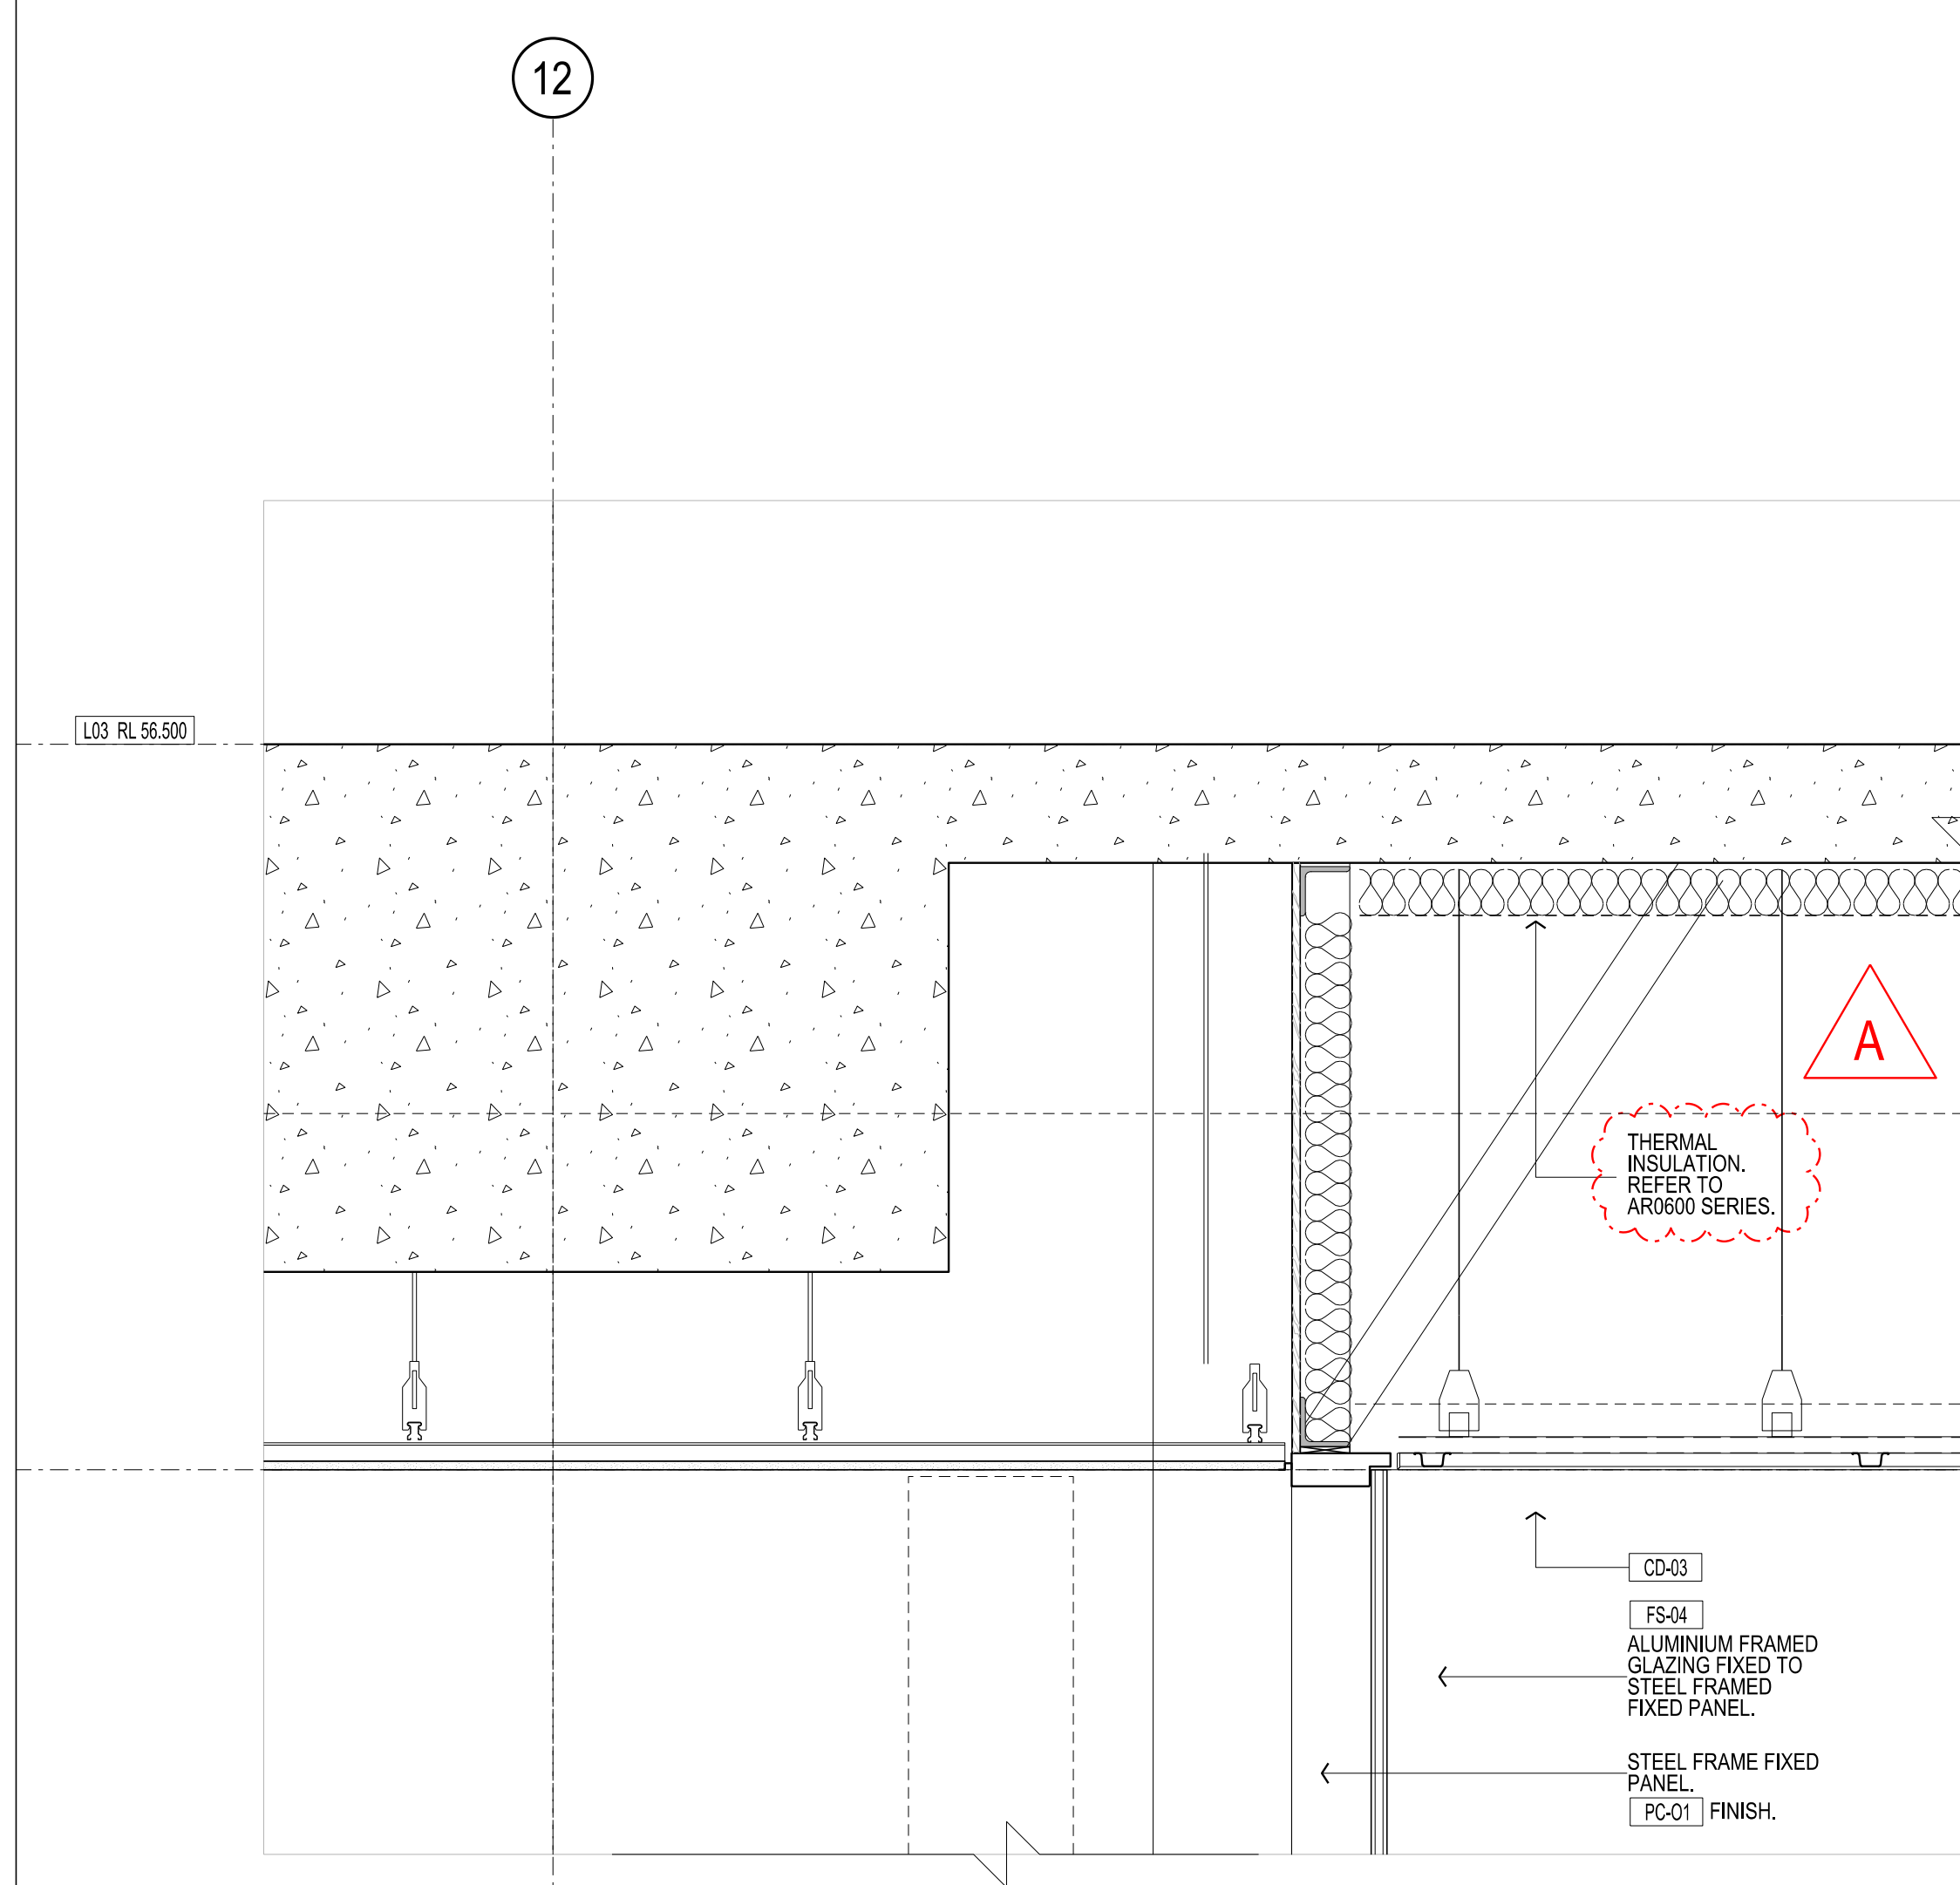 12
L03 RL 56.500
A
THERMAL
INSULATION.
REFER TO
AR0600 SERIES.
CD-03
FS-04
ALUMINIUM FRAMED
GLAZING FIXED TO
STEEL FRAMED
FIXED PANEL.
STEEL FRAME FIXED
PANEL.
PC-O1 FINISH.